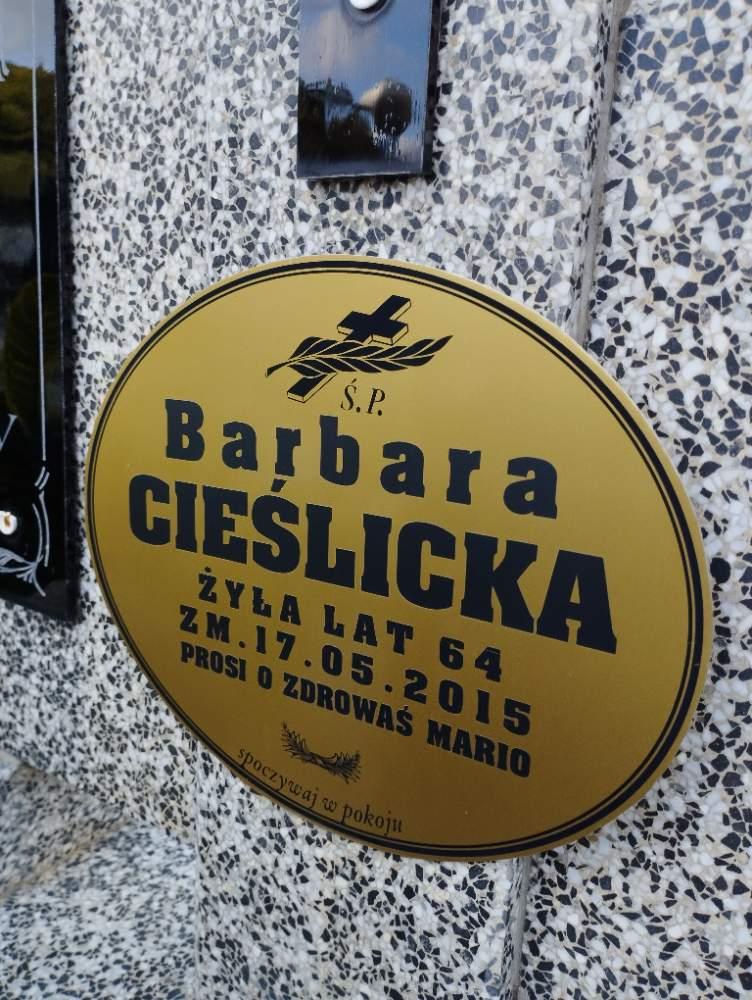 Ś.P.
Barbara
CIEŚLICKA
ŻYŁA LAT 64
ZM.17.05.2015
PROSI O ZDROWAŚ MARIO
spoczywaj w pokoju